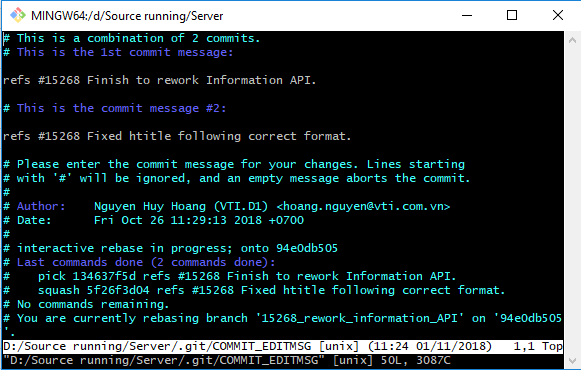 MINGW64:/d/Source running/Server
# This is a combination of 2 commits.
# This is the 1st commit message:
refs #15268 Finish to rework Information API.
# This is the commit message #2:
refs #15268 Fixed htitle following correct format.
# Please enter the commit message for your changes. Lines starting
# with '#' will be ignored, and an empty message aborts the commit.
#
# Author:    Nguyen Huy Hoang (VTI.D1) <hoang.nguyen@vti.com.vn>
# Date:      Fri Oct 26 11:29:13 2018 +0700
#
# interactive rebase in progress; onto 94e0db505
# Last commands done (2 commands done):
#    pick 134637f5d refs #15268 Finish to rework Information API.
#    squash 5f26f3d04 refs #15268 Fixed htitle following correct format.
# No commands remaining.
# You are currently rebasing branch '15268_rework_information_API' on '94e0db505
'.
D:/Source running/Server/.git/COMMIT_EDITMSG [unix] (11:24 01/11/2018)    1,1 Top
"D:/Source running/Server/.git/COMMIT_EDITMSG" [unix] 50L, 3087C